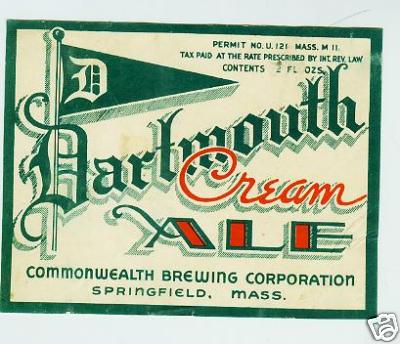 PERMIT NO. U. 121 MASS. M 11.
TAX PAID AT THE RATE PRESCRIBED BY INT. REV. LAW
CONTENTS 2 FL OZS.
D
Dartmouth
Cream
ALE
COMMONWEALTH BREWING CORPORATION
SPRINGFIELD, MASS.